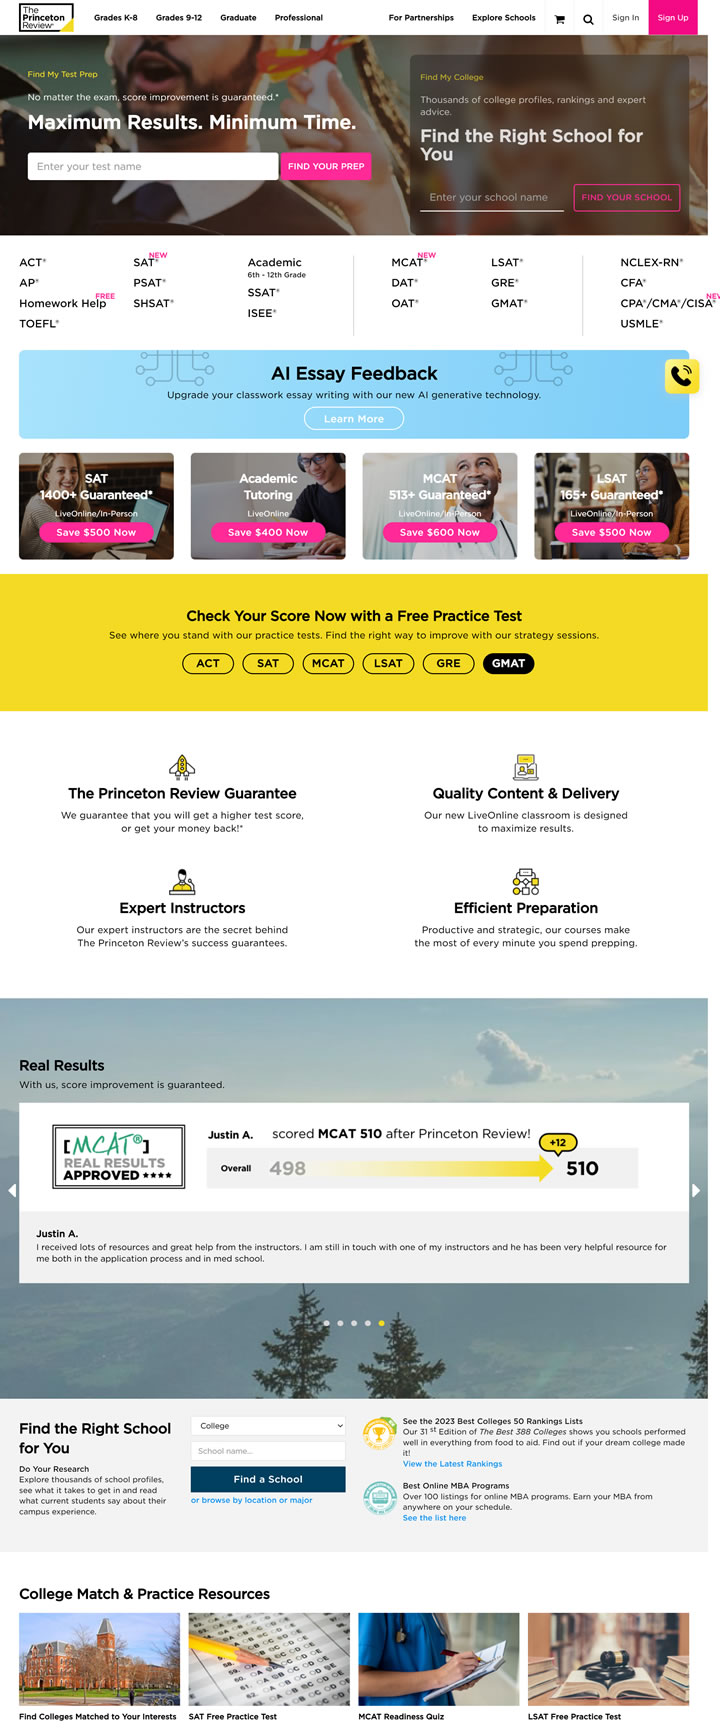 The
Princeton
Review®
Grades K-8
Grades 9-12
Graduate
Professional
For Partnerships
Explore Schools
Sign In
Sign Up
Find My Test Prep
No matter the exam, score improvement is guaranteed.*
Maximum Results. Minimum Time.
Enter your test name
FIND YOUR PREP
Find My College
Thousands of college profiles, rankings and expert
advice.
Find the Right School for
You
Enter your school name
FIND YOUR SCHOOL
ACT®
AP®
Homework Help
FREE
TOEFL®
NEW
SAT®
PSAT®
SHSAT®
Academic
6th - 12th Grade
SSAT®
ISEE®
NEW
MCAT®
DAT®
OAT®
LSAT®
GRE®
GMAT®
NCLEX-RN®
CFA®
NEW
CPA®/CMA®/CISA®
USMLE®
AI Essay Feedback
Upgrade your classwork essay writing with our new AI generative technology.
Learn More
SAT
1400+ Guaranteed*
LiveOnline/In-Person
Save $500 Now
Academic
Tutoring
LiveOnline
Save $400 Now
MCAT
513+ Guaranteed*
LiveOnline/In-Person
Save $600 Now
LSAT
165+ Guaranteed*
LiveOnline/In-Person
Save $500 Now
Check Your Score Now with a Free Practice Test
See where you stand with our practice tests. Find the right way to improve with our strategy sessions.
ACT
SAT
MCAT
LSAT
GRE
GMAT
The Princeton Review Guarantee
We guarantee that you will get a higher test score,
or get your money back!*
Quality Content & Delivery
Our new LiveOnline classroom is designed
to maximize results.
Expert Instructors
Our expert instructors are the secret behind
The Princeton Review's success guarantees.
Efficient Preparation
Productive and strategic, our courses make
the most of every minute you spend prepping.
Real Results
With us, score improvement is guaranteed.
[MCAT®]
REAL RESULTS
APPROVED ★★★★
Justin A. scored MCAT 510 after Princeton Review!
+12
Overall 498 510
Justin A.
I received lots of resources and great help from the instructors. I am still in touch with one of my instructors and he has been very helpful resource for
me both in the application process and in med school.
Find the Right School
for You
Do Your Research
Explore thousands of school profiles,
see what it takes to get in and read
what current students say about their
campus experience.
College
School name...
Find a School
or browse by location or major
See the 2023 Best Colleges 50 Rankings Lists
Our 31 st Edition of The Best 388 Colleges shows you schools performed
well in everything from food to aid. Find out if your dream college made
it!
View the Latest Rankings
Best Online MBA Programs
Over 100 listings for online MBA programs. Earn your MBA from
anywhere on your schedule.
See the list here
College Match & Practice Resources
Find Colleges Matched to Your Interests
SAT Free Practice Test
MCAT Readiness Quiz
LSAT Free Practice Test